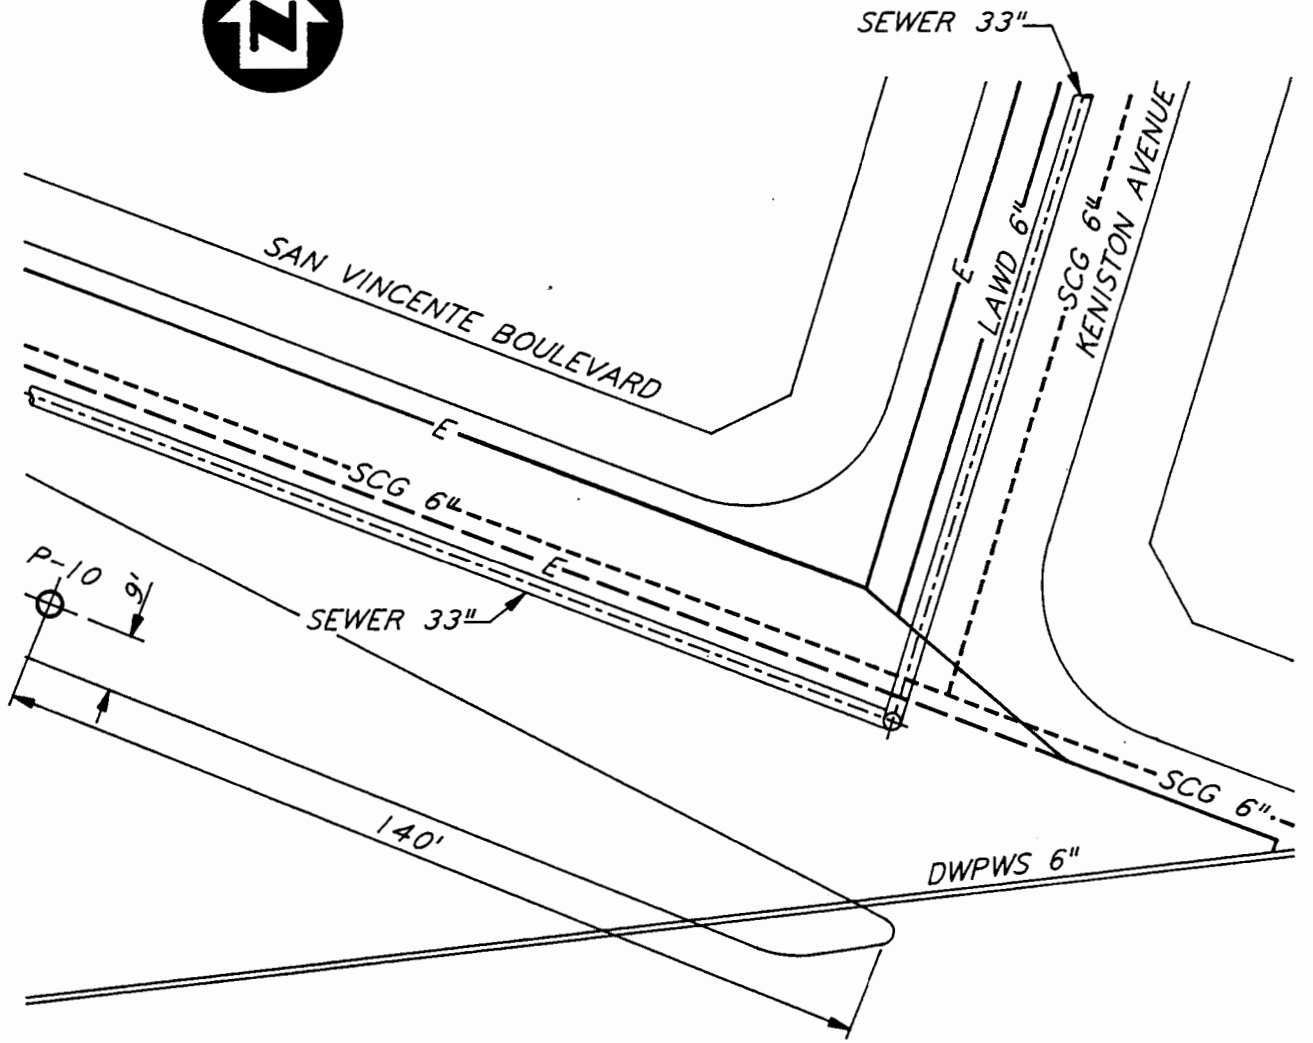 N
SEWER 33"
SAN VINCENTE BOULEVARD
E
LAWD 6"
SCG 6"
KENISTON AVENUE
E
SCG 6"
E
P-10
9'
SEWER 33"
SCG 6"
140'
DWPWS 6"